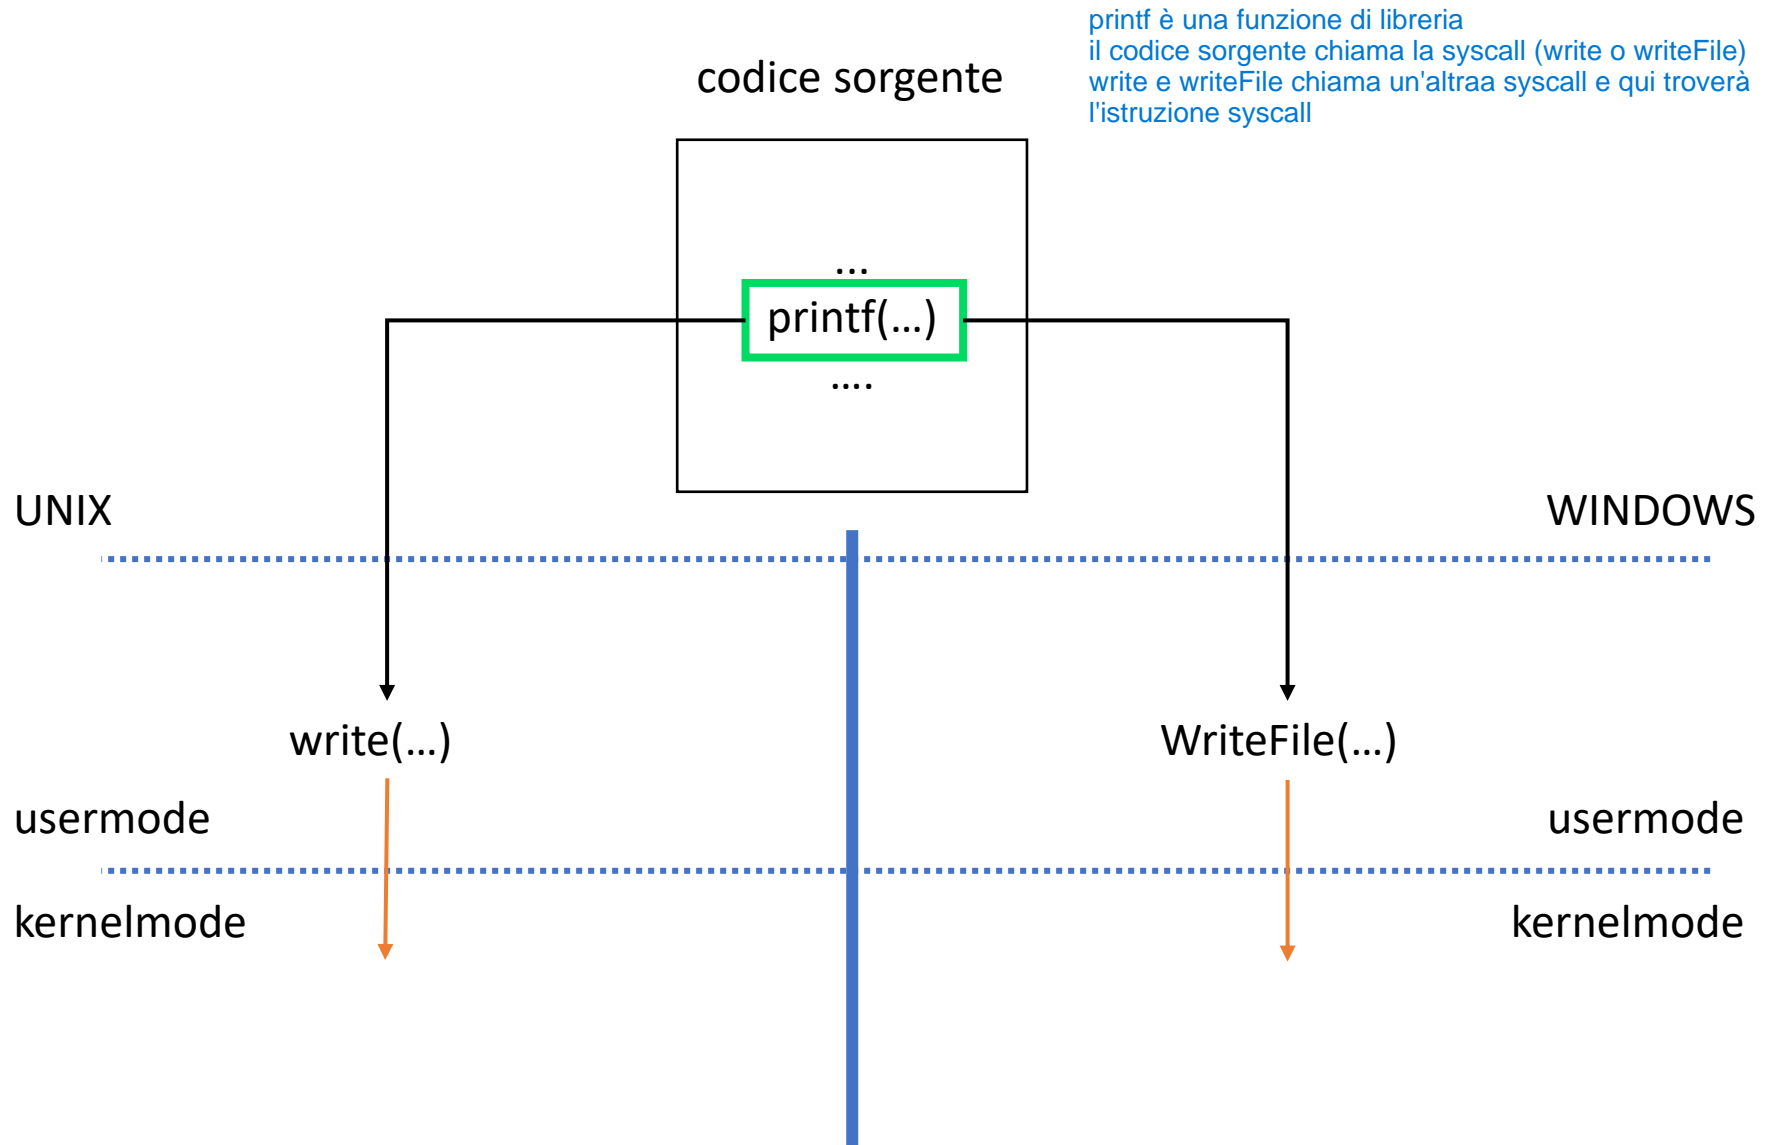 printf è una funzione di libreria
il codice sorgente chiama la syscall (write o writeFile)
write e writeFile chiama un'altraa syscall e qui troverà
l'istruzione syscall
codice sorgente
...
printf(...)
....
UNIX
WINDOWS
write(...)
WriteFile(...)
usermode
usermode
kernelmode
kernelmode